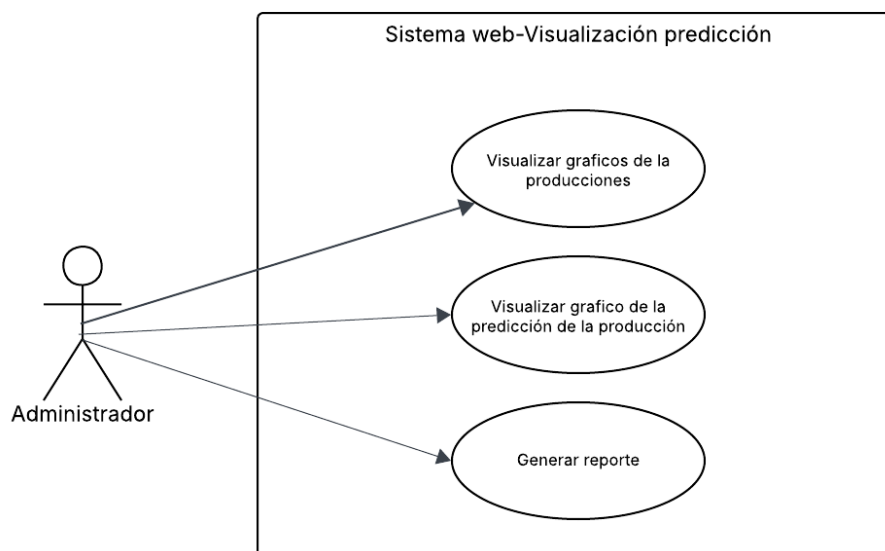 Sistema web-Visualización predicción
Visualizar graficos de la
producciones
Visualizar grafico de la
predicción de la producción
Administrador
Generar reporte